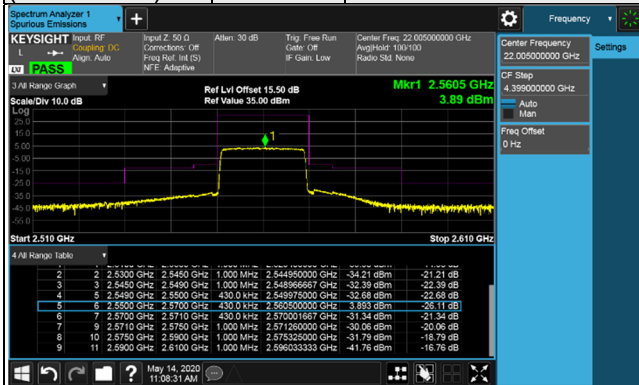 Spectrum Analyzer 1
Spurious Emissions
Frequency
KEYSIGHT
Input: RF
Coupling: DC
Align: Auto
Input Z: 50 Ω
Corrections: Off
Freq Ref: Int (S)
NFE: Adaptive
Atten: 30 dB
Trig: Free Run
Gate: Off
IF Gain: Low
Center Freq: 22.005000000 GHz
Avg|Hold: 100/100
Radio Std: None
L
LXI
PASS
Center Frequency
22.005000000 GHz
Settings
CF Step
4.399000000 GHz
Auto
Man
Freq Offset
0 Hz
3 All Range Graph
Scale/Div 10.0 dB
Ref Lvl Offset 15.50 dB
Ref Value 35.00 dBm
Mkr1 2.5605 GHz
3.89 dBm
Log
25.0
15.0
5.00
-5.00
-15.0
-25.0
-35.0
-45.0
-55.0
1
Start 2.510 GHz
Stop 2.610 GHz
4 All Range Table
2 2 2.5300 GHz 2.5450 GHz 1.000 MHz 2.544950000 GHz -34.21 dBm -21.21 dB
3 3 2.5450 GHz 2.5490 GHz 1.000 MHz 2.548966667 GHz -32.39 dBm -22.39 dB
4 5 2.5490 GHz 2.5500 GHz 430.0 kHz 2.549975000 GHz -32.68 dBm -22.68 dB
5 6 2.5500 GHz 2.5700 GHz 430.0 kHz 2.560500000 GHz 3.893 dBm -26.11 dB
6 7 2.5700 GHz 2.5710 GHz 430.0 kHz 2.570001667 GHz -31.34 dBm -21.34 dB
7 9 2.5710 GHz 2.5750 GHz 1.000 MHz 2.571260000 GHz -30.06 dBm -20.06 dB
8 10 2.5750 GHz 2.5900 GHz 1.000 MHz 2.575325000 GHz -31.79 dBm -18.79 dB
9 11 2.5900 GHz 2.6100 GHz 1.000 MHz 2.596033333 GHz -41.76 dBm -16.76 dB
May 14, 2020
11:08:31 AM